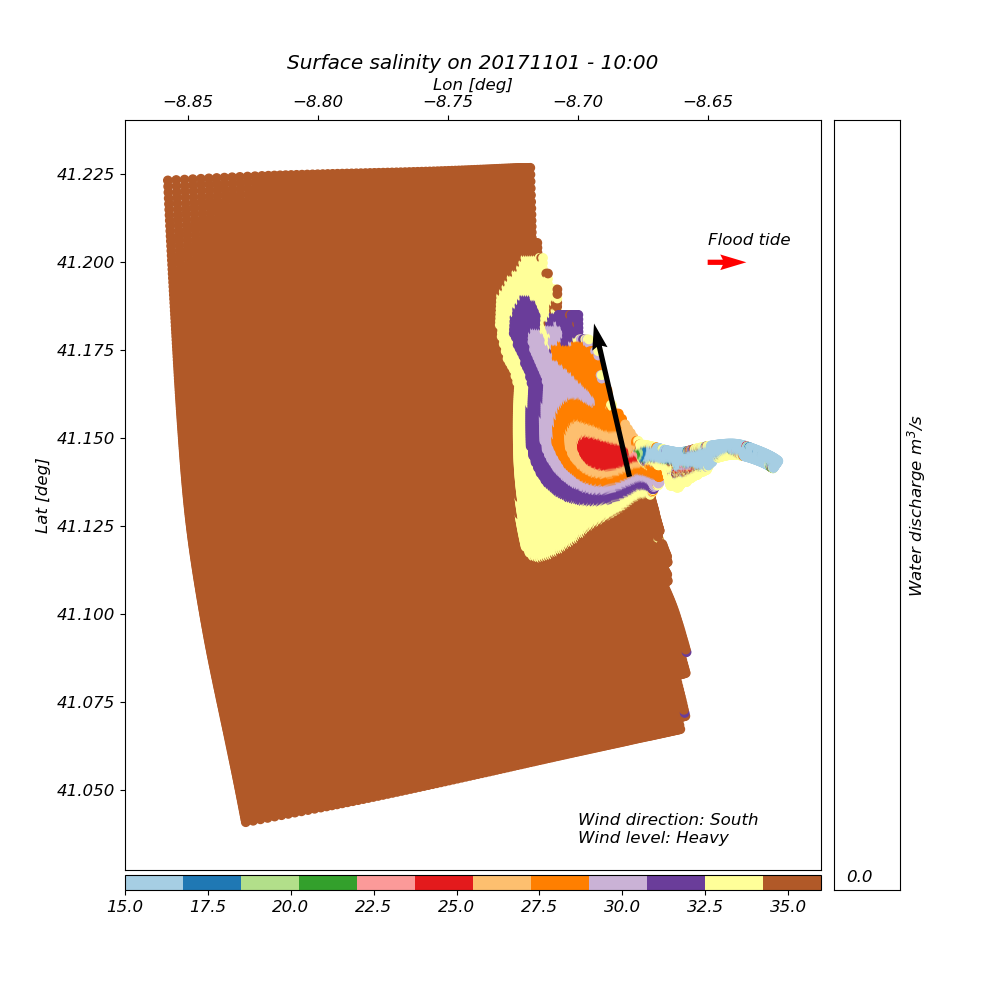 Surface salinity on 20171101 - 10:00
Lon [deg]
−8.85 −8.80 −8.75 −8.70 −8.65
41.225
41.200
41.175
41.150
41.125
41.100
41.075
41.050
Lat [deg]
Flood tide
Wind direction: South
Wind level: Heavy
Water discharge m³/s
0.0
15.0 17.5 20.0 22.5 25.0 27.5 30.0 32.5 35.0